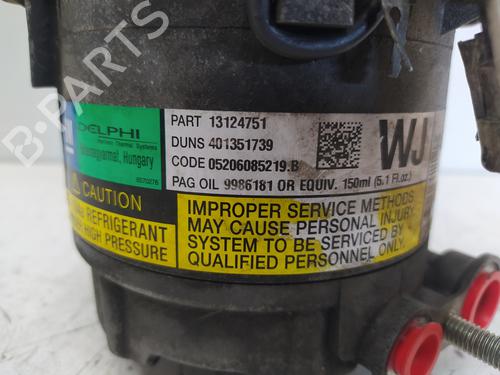 DELPHI
Thermal Systems
Hungary
PART 13124751
DUNS 401351739
CODE 05206085219.B
PAG OIL 9986181 OR EQUIV. 150ml (5.1 Fl.oz.)
WJ
CAUTION
REFRIGERANT
HIGH PRESSURE
IMPROPER SERVICE METHODS
MAY CAUSE PERSONAL INJURY
SYSTEM TO BE SERVICED BY
QUALIFIED PERSONNEL ONLY.
B-PARTS